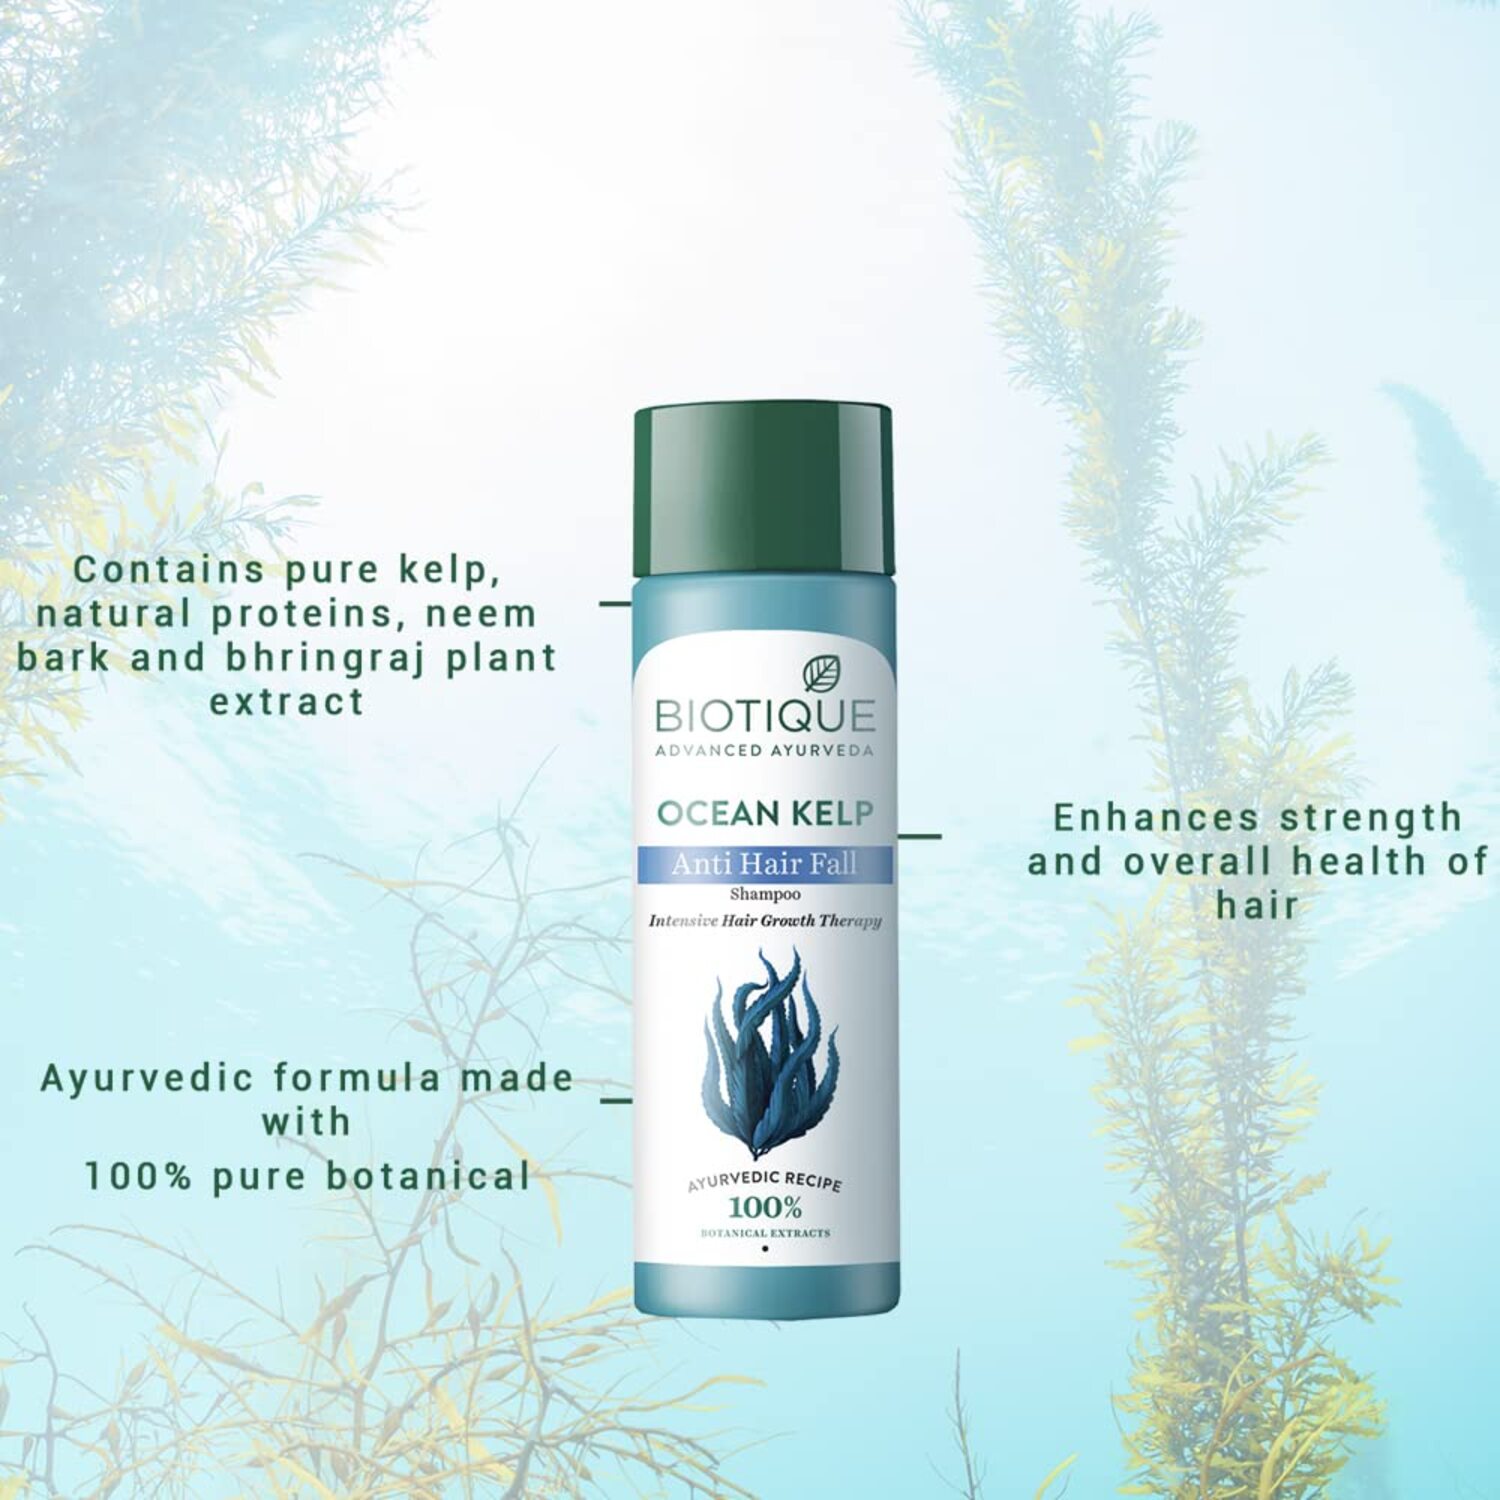 Contains pure kelp,
natural proteins, neem
bark and bhringraj plant
extract
BIOTIQUE
ADVANCED AYURVEDA
OCEAN KELP
Anti Hair Fall
Shampoo
Intensive Hair Growth Therapy
Enhances strength
and overall health of
hair
Ayurvedic formula made
with
100% pure botanical
AYURVEDIC RECIPE
100%
BOTANICAL EXTRACTS